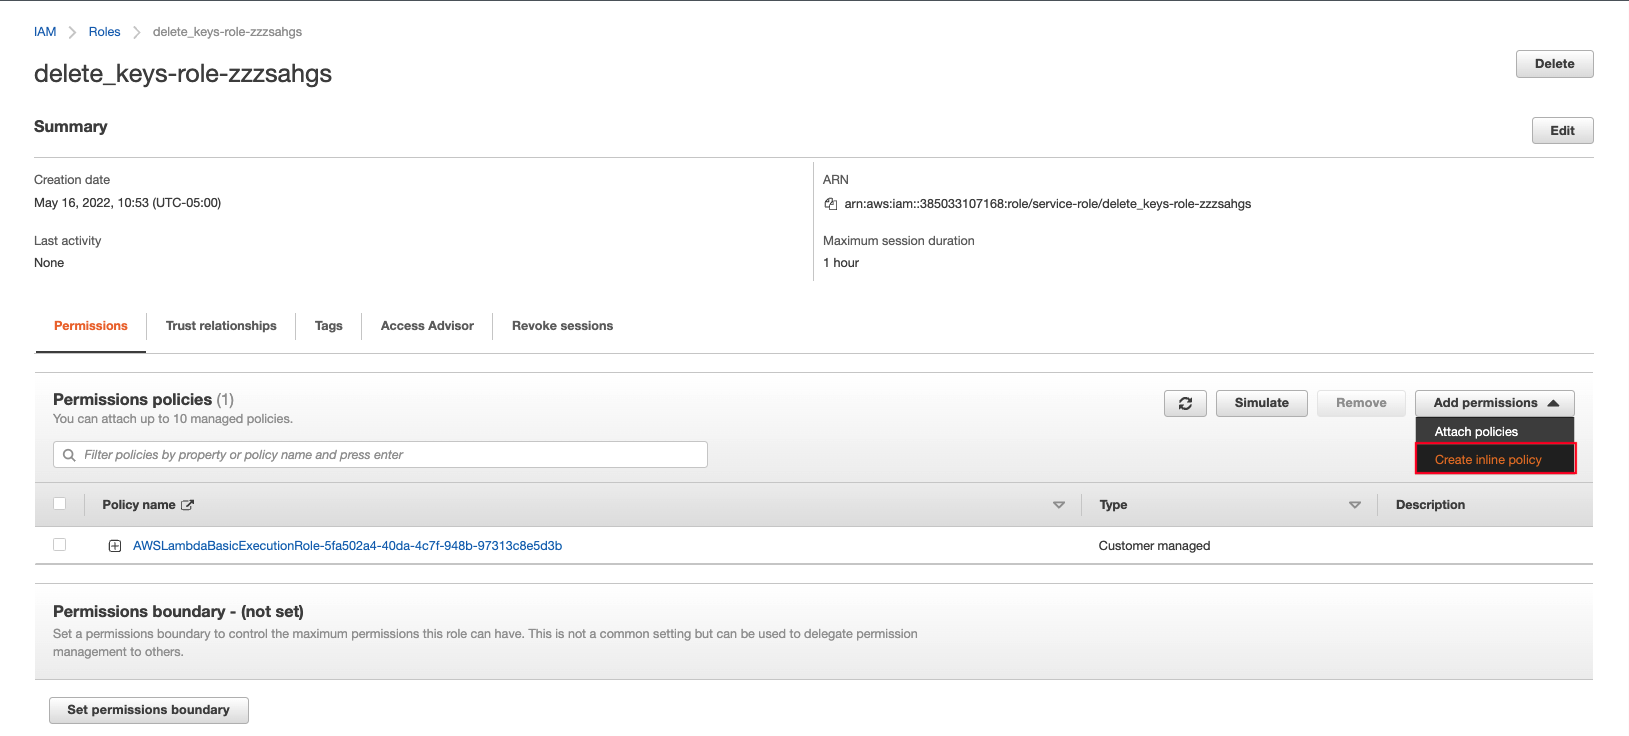 IAM > Roles > delete_keys-role-zzzsahgs
delete_keys-role-zzzsahgs
Delete
Summary
Edit
Creation date
May 16, 2022, 10:53 (UTC-05:00)
ARN
arn:aws:iam::385033107168:role/service-role/delete_keys-role-zzzsahgs
Last activity
None
Maximum session duration
1 hour
Permissions Trust relationships Tags Access Advisor Revoke sessions
Permissions policies (1)
You can attach up to 10 managed policies.
Simulate Remove Add permissions
Attach policies
Create inline policy
Filter policies by property or policy name and press enter
Policy name Type Description
AWSLambdaBasicExecutionRole-5fa502a4-40da-4c7f-948b-97313c8e5d3b Customer managed
Permissions boundary - (not set)
Set a permissions boundary to control the maximum permissions this role can have. This is not a common setting but can be used to delegate permission
management to others.
Set permissions boundary